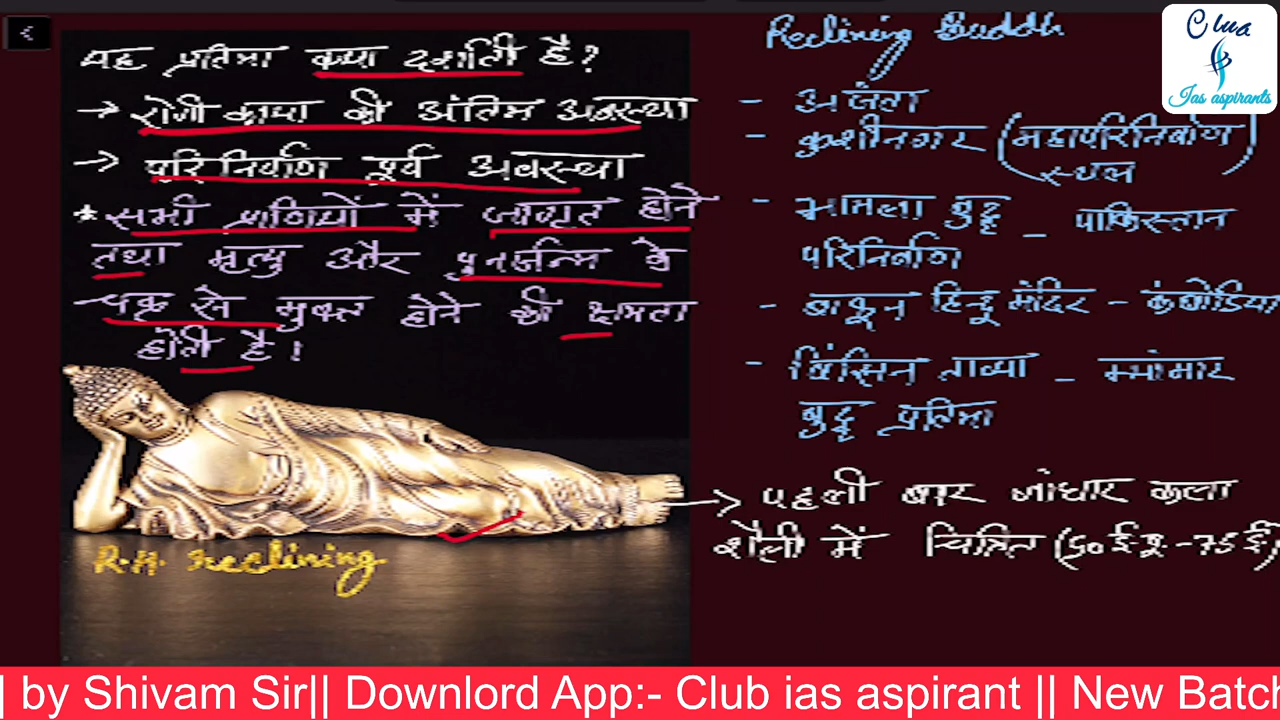 यह प्रतिमा क्या दर्शाती है?
→ रोगी काया की अंतिम अवस्था
→ परिनिर्वाण पूर्व अवस्था
* सभी प्राणियों में जागृत होने
तथा मृत्यु और पुनर्जन्म के
चक्र से मुक्त होने की क्षमता
होती है।
R.H. Reclining
Reclining Buddh
- अजंता
- कुशीनगर (महापरिनिर्वाण
स्थल)
- भामला बुद्ध - पाकिस्तान
परिनिर्वाण
- बाफून हिन्दू मंदिर - कंबोडिया
- विंसिन ताव्या - म्यांमार
बुद्ध प्रतिमा
→ पहली बार गांधार कला
शैली में चित्रित (50 ई.पू.-75ई)
Club
Ias aspirants
| by Shivam Sir|| Downlord App:- Club ias aspirant || New Batch